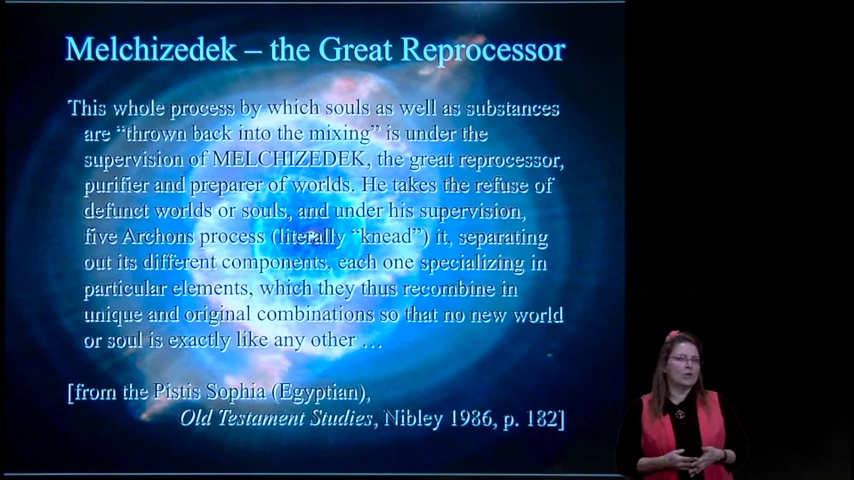 Melchizedek – the Great Reprocessor
This whole process by which souls as well as substances
are “thrown back into the mixing” is under the
supervision of MELCHIZEDEK, the great reprocessor,
purifier and preparer of worlds. He takes the refuse of
defunct worlds or souls, and under his supervision,
five Archons process (literally “knead”) it, separating
out its different components, each one specializing in
particular elements, which they thus recombine in
unique and original combinations so that no new world
or soul is exactly like any other …
[from the Pistis Sophia (Egyptian),
Old Testament Studies, Nibley 1986, p. 182]